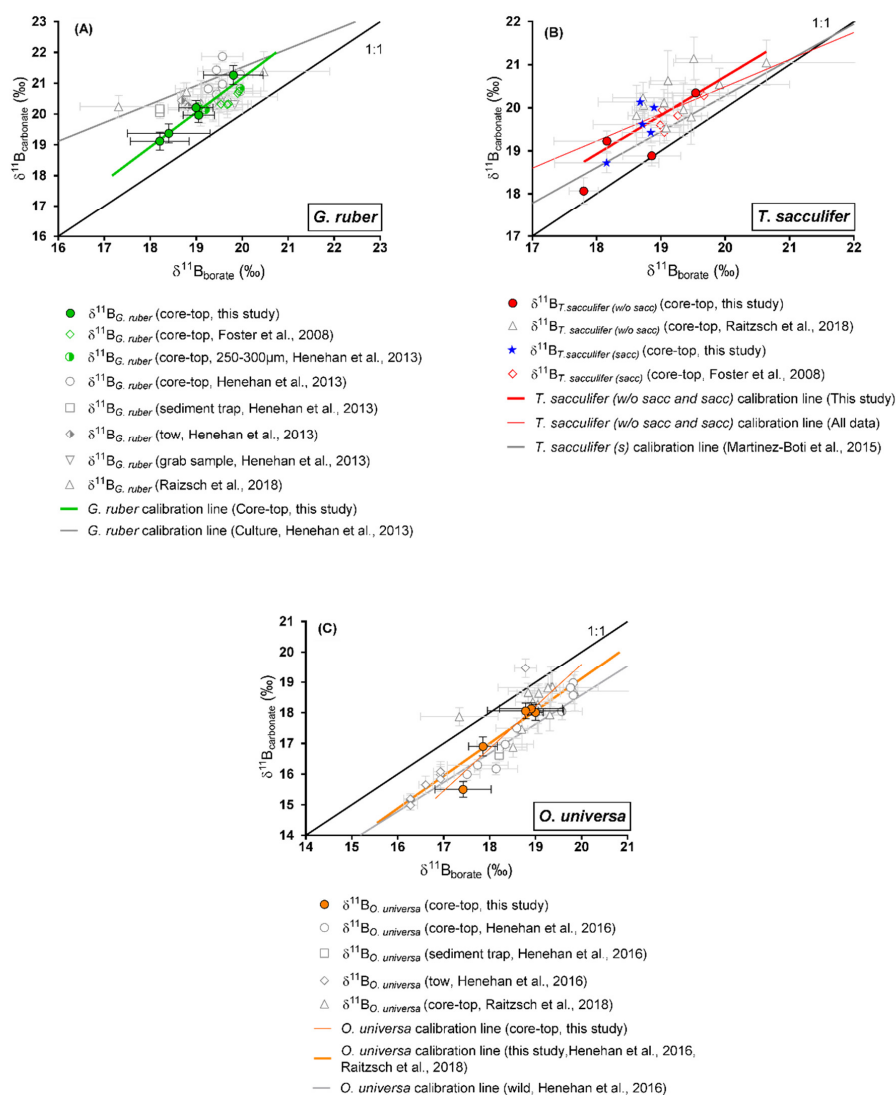 (A)
23
22
21
20
19
18
17
16
δ11Bcarbonate (‰)
1:1
G. ruber
16 17 18 19 20 21 22 23
δ11Bborate (‰)
δ11BG. ruber (core-top, this study)
δ11BG. ruber (core-top, Foster et al., 2008)
δ11BG. ruber (core-top, 250-300μm, Henehan et al., 2013)
δ11BG. ruber (core-top, Henehan et al., 2013)
δ11BG. ruber (sediment trap, Henehan et al., 2013)
δ11BG. ruber (tow, Henehan et al., 2013)
δ11BG. ruber (grab sample, Henehan et al., 2013)
δ11BG. ruber (Raizsch et al., 2018)
G. ruber calibration line (Core-top, this study)
G. ruber calibration line (Culture, Henehan et al., 2013)
(B)
22
21
20
19
18
17
δ11Bcarbonate (‰)
1:1
T. sacculifer
17 18 19 20 21 22
δ11Bborate (‰)
δ11BT.sacculifer (w/o sacc) (core-top, this study)
δ11BT.sacculifer (w/o sacc) (core-top, Raitzsch et al., 2018)
δ11BT. sacculifer (sacc) (core-top, this study)
δ11BT. sacculifer (sacc) (core-top, Foster et al., 2008)
T. sacculifer (w/o sacc and sacc) calibration line (This study)
T. sacculifer (w/o sacc and sacc) calibration line (All data)
T. sacculifer (s) calibration line (Martinez-Boti et al., 2015)
(C)
21
20
19
18
17
16
15
14
δ11Bcarbonate (‰)
1:1
O. universa
14 15 16 17 18 19 20 21
δ11Bborate (‰)
δ11BO. universa (core-top, this study)
δ11BO. universa (core-top, Henehan et al., 2016)
δ11BO. universa (sediment trap, Henehan et al., 2016)
δ11BO. universa (tow, Henehan et al., 2016)
δ11BO. universa (core-top, Raitzsch et al., 2018)
O. universa calibration line (core-top, this study)
O. universa calibration line (this study,Henehan et al., 2016,
Raitzsch et al., 2018)
O. universa calibration line (wild, Henehan et al., 2016)